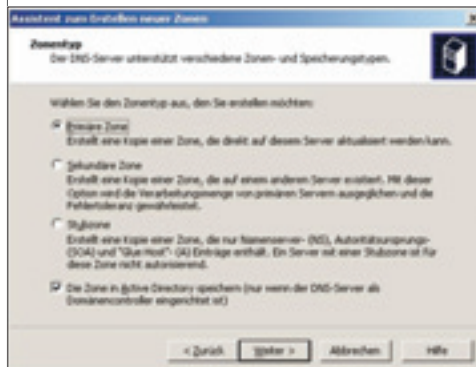 Assistent zum Erstellen neuer Zonen
Zonentyp
Der DNS-Server unterstützt verschiedene Zonen- und Speicherungstypen.
Wählen Sie den Zonentyp aus, den Sie erstellen möchten:
Primäre Zone
Erstellt eine Kopie einer Zone, die direkt auf diesem Server aktualisiert werden kann.
Sekundäre Zone
Erstellt eine Kopie einer Zone, die auf einem anderen Server existiert. Mit dieser
Option wird die Verarbeitungsmenge von primären Servern ausgeglichen und die
Fehlertoleranz gewährleistet.
Stubzone
Erstellt eine Kopie einer Zone, die nur Namenserver- (NS), Autoritätsursprungs-
(SOA) und "Glue Host"- (A) Einträge enthält. Ein Server mit einer Stubzone ist für
diese Zone nicht autorisierend.
Die Zone in Active Directory speichern (nur wenn der DNS-Server als
Domänencontroller eingerichtet ist)
< Zurück
Weiter >
Abbrechen
Hilfe